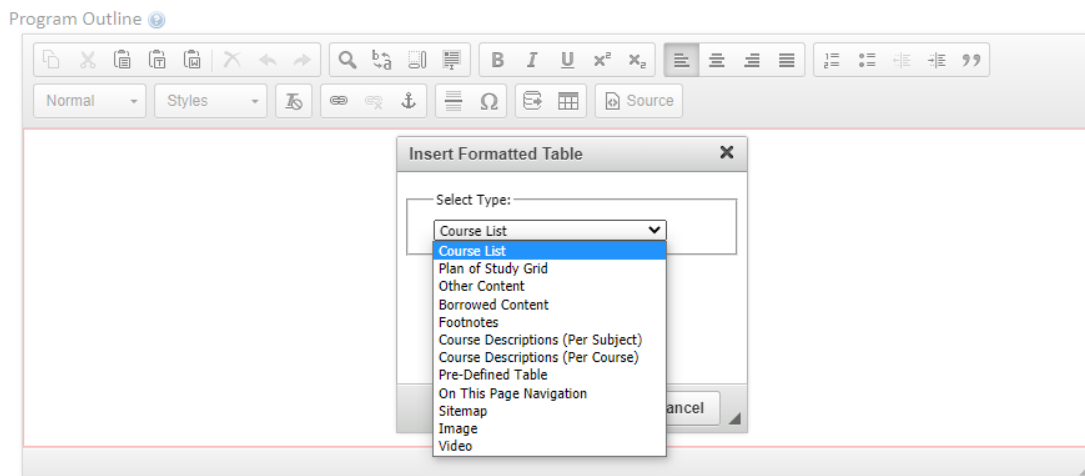 Program Outline ?
B I U x² xₑ
Normal Styles Ω Source
Insert Formatted Table
Select Type:
Course List
Course List
Plan of Study Grid
Other Content
Borrowed Content
Footnotes
Course Descriptions (Per Subject)
Course Descriptions (Per Course)
Pre-Defined Table
On This Page Navigation
Sitemap
ancel
Image
Video